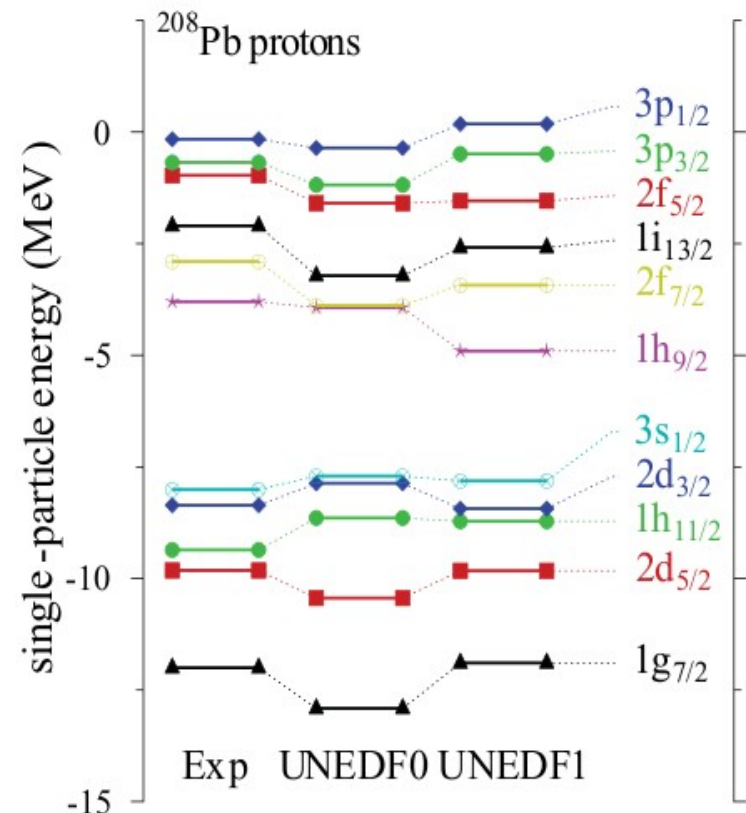 ²⁰⁸Pb protons
single-particle energy (MeV)
0
-5
-10
-15
3p₁/₂
3p₃/₂
2f₅/₂
1i₁₃/₂
2f₇/₂
1h₉/₂
3s₁/₂
2d₃/₂
1h₁₁/₂
2d₅/₂
1g₇/₂
Exp UNEDF0 UNEDF1